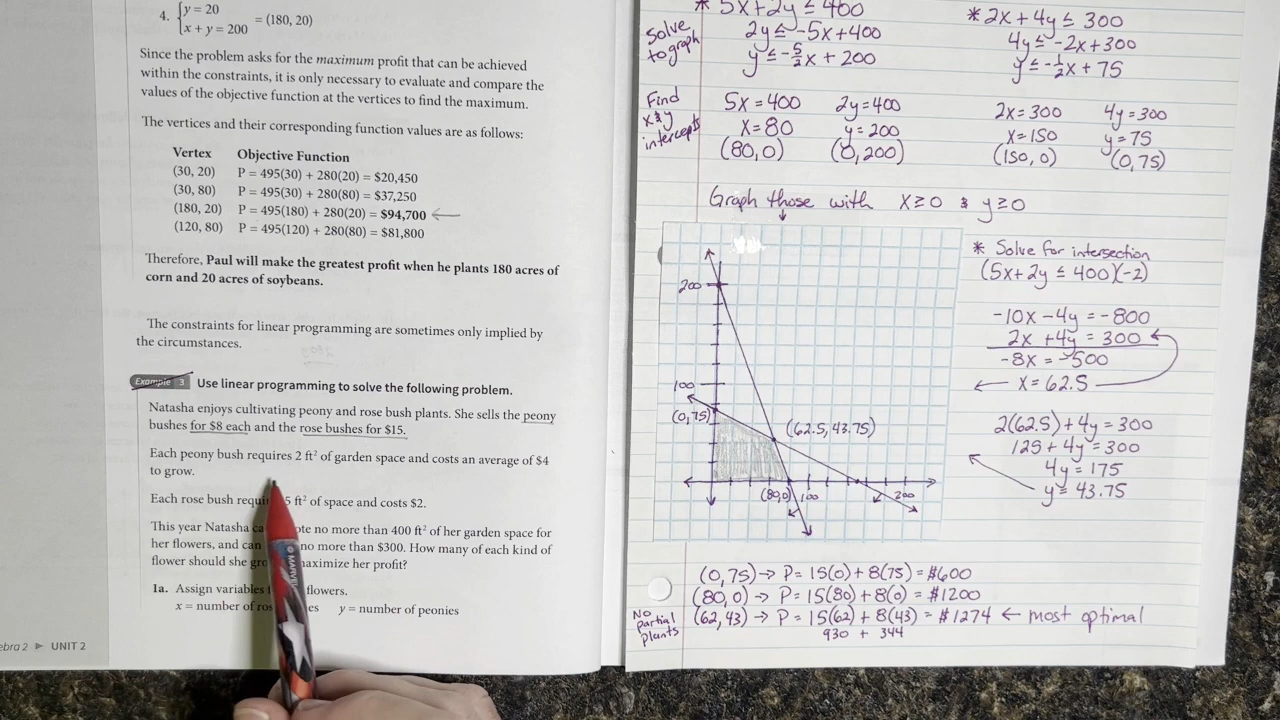 4. { y = 20
x + y = 200 = (180, 20)
Since the problem asks for the maximum profit that can be achieved
within the constraints, it is only necessary to evaluate and compare the
values of the objective function at the vertices to find the maximum.
The vertices and their corresponding function values are as follows:
Vertex Objective Function
(30, 20) P = 495(30) + 280(20) = $20,450
(30, 80) P = 495(30) + 280(80) = $37,250
(180, 20) P = 495(180) + 280(20) = $94,700 ←
(120, 80) P = 495(120) + 280(80) = $81,800
Therefore, Paul will make the greatest profit when he plants 180 acres of
corn and 20 acres of soybeans.
The constraints for linear programming are sometimes only implied by
the circumstances.
Example 3 Use linear programming to solve the following problem.
Natasha enjoys cultivating peony and rose bush plants. She sells the peony
bushes for $8 each and the rose bushes for $15.
Each peony bush requires 2 ft² of garden space and costs an average of $4
to grow.
Each rose bush 5 ft² of space and costs $2.
This year Natasha no more than 400 ft² of her garden space for
her flowers, and can no more than $300. How many of each kind of
flower should she maximize her profit?
1a. Assign variables flowers.
x = number of y = number of peonies
ebra 2 ▶ UNIT 2
* 5x+2y ≤ 400
Solve to graph
2y ≤ -5x+400
y ≤ -5/2x + 200
* 2x + 4y ≤ 300
4y ≤ -2x+300
y ≤ -1/2x + 75
Find x & y intercepts
5x = 400 2y = 400
x = 80 y = 200
(80,0) (0,200)
2x = 300 4y = 300
x = 150 y = 75
(150, 0) (0,75)
Graph those with x ≥ 0 & y ≥ 0
200
100
(0,75)
(62.5, 43.75)
(80,0) 100 200
* Solve for intersection
(5x+2y ≤ 400)(-2)
-10x -4y = -800
2x +4y = 300
-8x = -500
← x = 62.5
2(62.5) + 4y = 300
125 + 4y = 300
4y = 175
y = 43.75
(0,75) → P = 15(0) + 8(75) = $600
(80,0) → P = 15(80) + 8(0) = $1200
No partial plants
(62,43) → P = 15(62) + 8(43) = $1274 ← most optimal
930 + 344